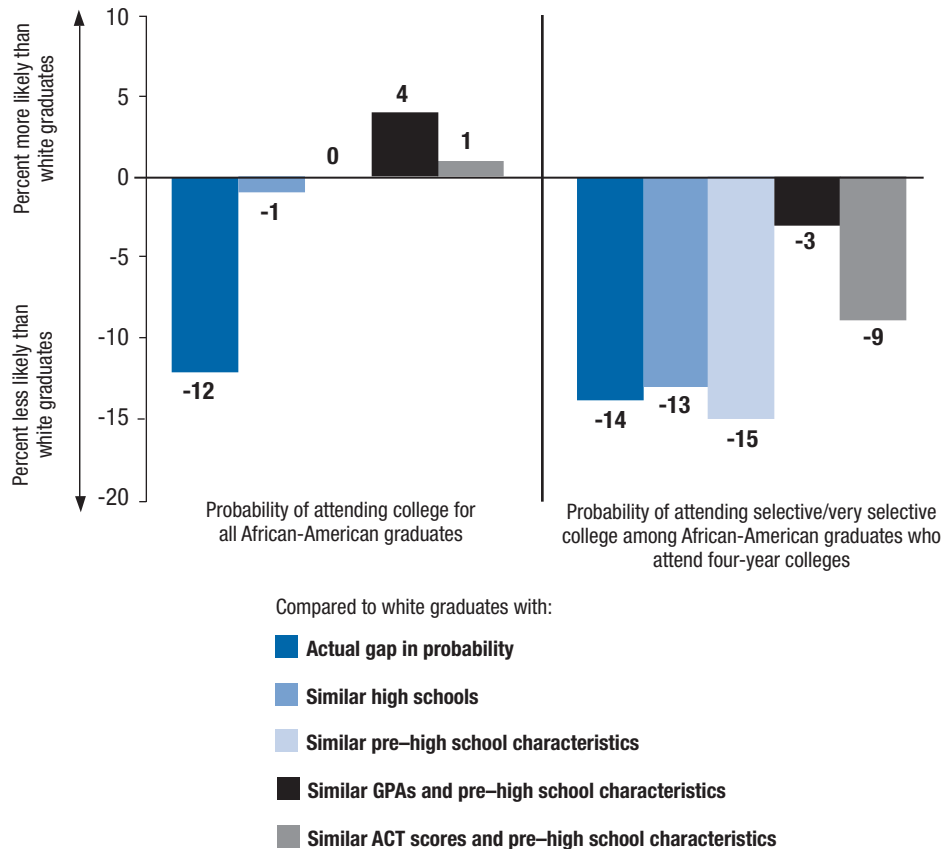 10
5
0
-5
-10
-15
-20
Percent more likely than
white graduates
Percent less likely than
white graduates
-12
-1
0
4
1
-14
-13
-15
-3
-9
Probability of attending college for
all African-American graduates
Probability of attending selective/very selective
college among African-American graduates who
attend four-year colleges
Compared to white graduates with:
Actual gap in probability
Similar high schools
Similar pre–high school characteristics
Similar GPAs and pre–high school characteristics
Similar ACT scores and pre–high school characteristics